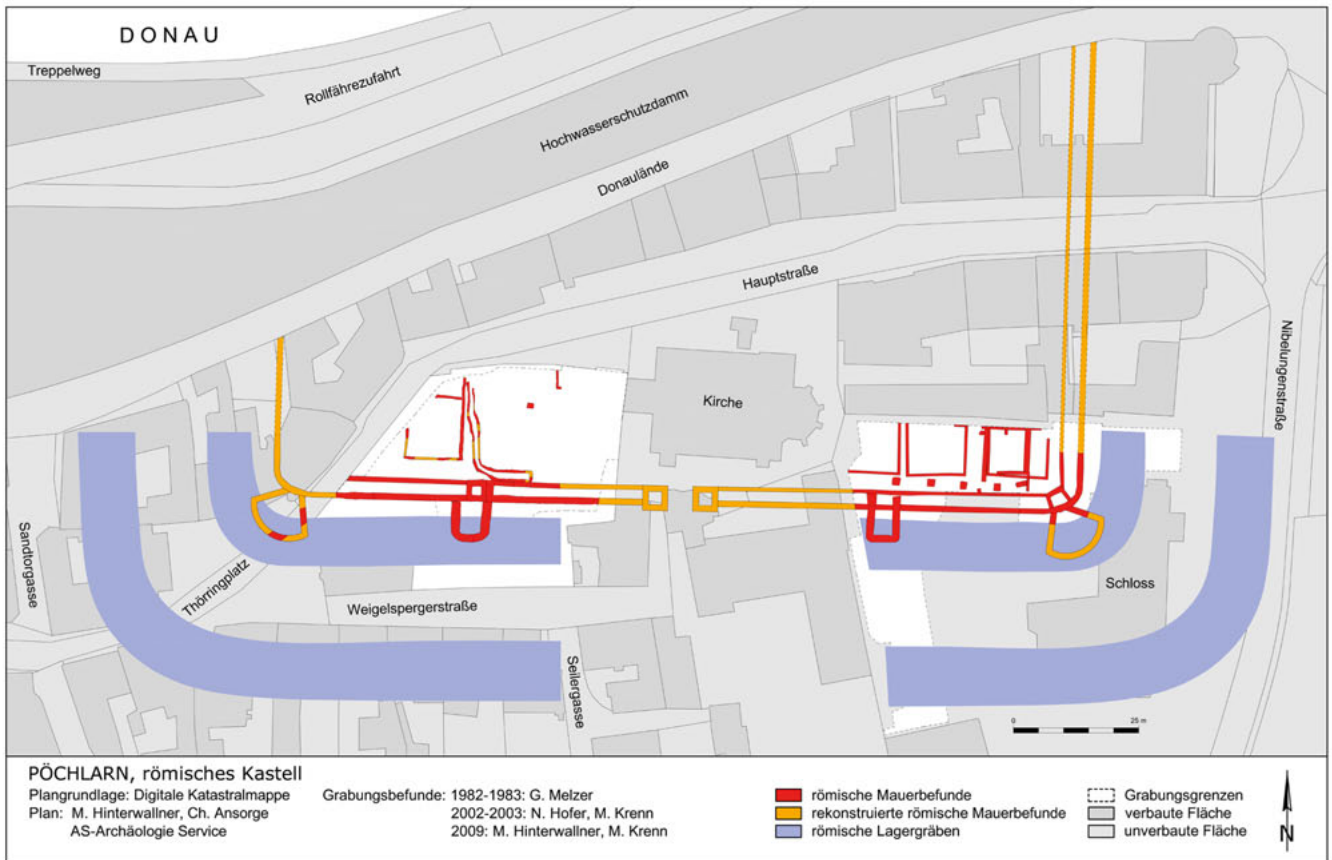 DONAU
Treppelweg
Rollfährezufahrt
Hochwasserschutzdamm
Donaulände
Hauptstraße
Nibelungenstraße
Kirche
Sandtorgasse
Thörringplatz
Weigelspergerstraße
Schloss
Seilergasse
0 25 m
PÖCHLARN, römisches Kastell
Plangrundlage: Digitale Katastralmappe
Plan: M. Hinterwallner, Ch. Ansorge
AS-Archäologie Service
Grabungsbefunde: 1982-1983: G. Melzer
2002-2003: N. Hofer, M. Krenn
2009: M. Hinterwallner, M. Krenn
römische Mauerbefunde
rekonstruierte römische Mauerbefunde
römische Lagergräben
Grabungsgrenzen
verbaute Fläche
unverbaute Fläche
N